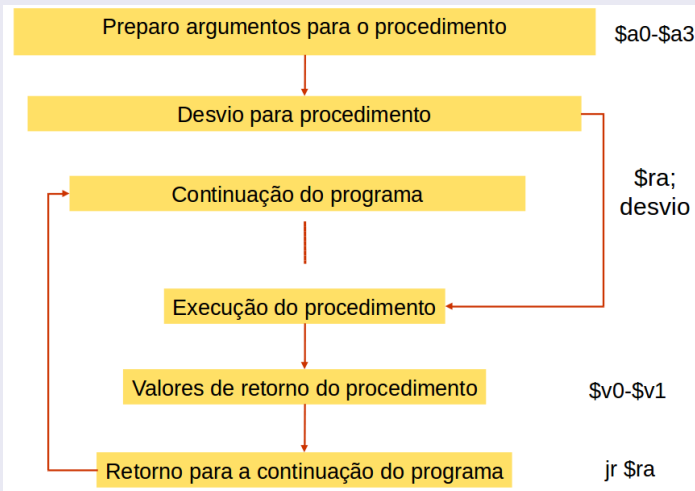 Preparo argumentos para o procedimento
$a0-$a3
Desvio para procedimento
$ra;
desvio
Continuação do programa
Execução do procedimento
Valores de retorno do procedimento
$v0-$v1
Retorno para a continuação do programa
jr $ra